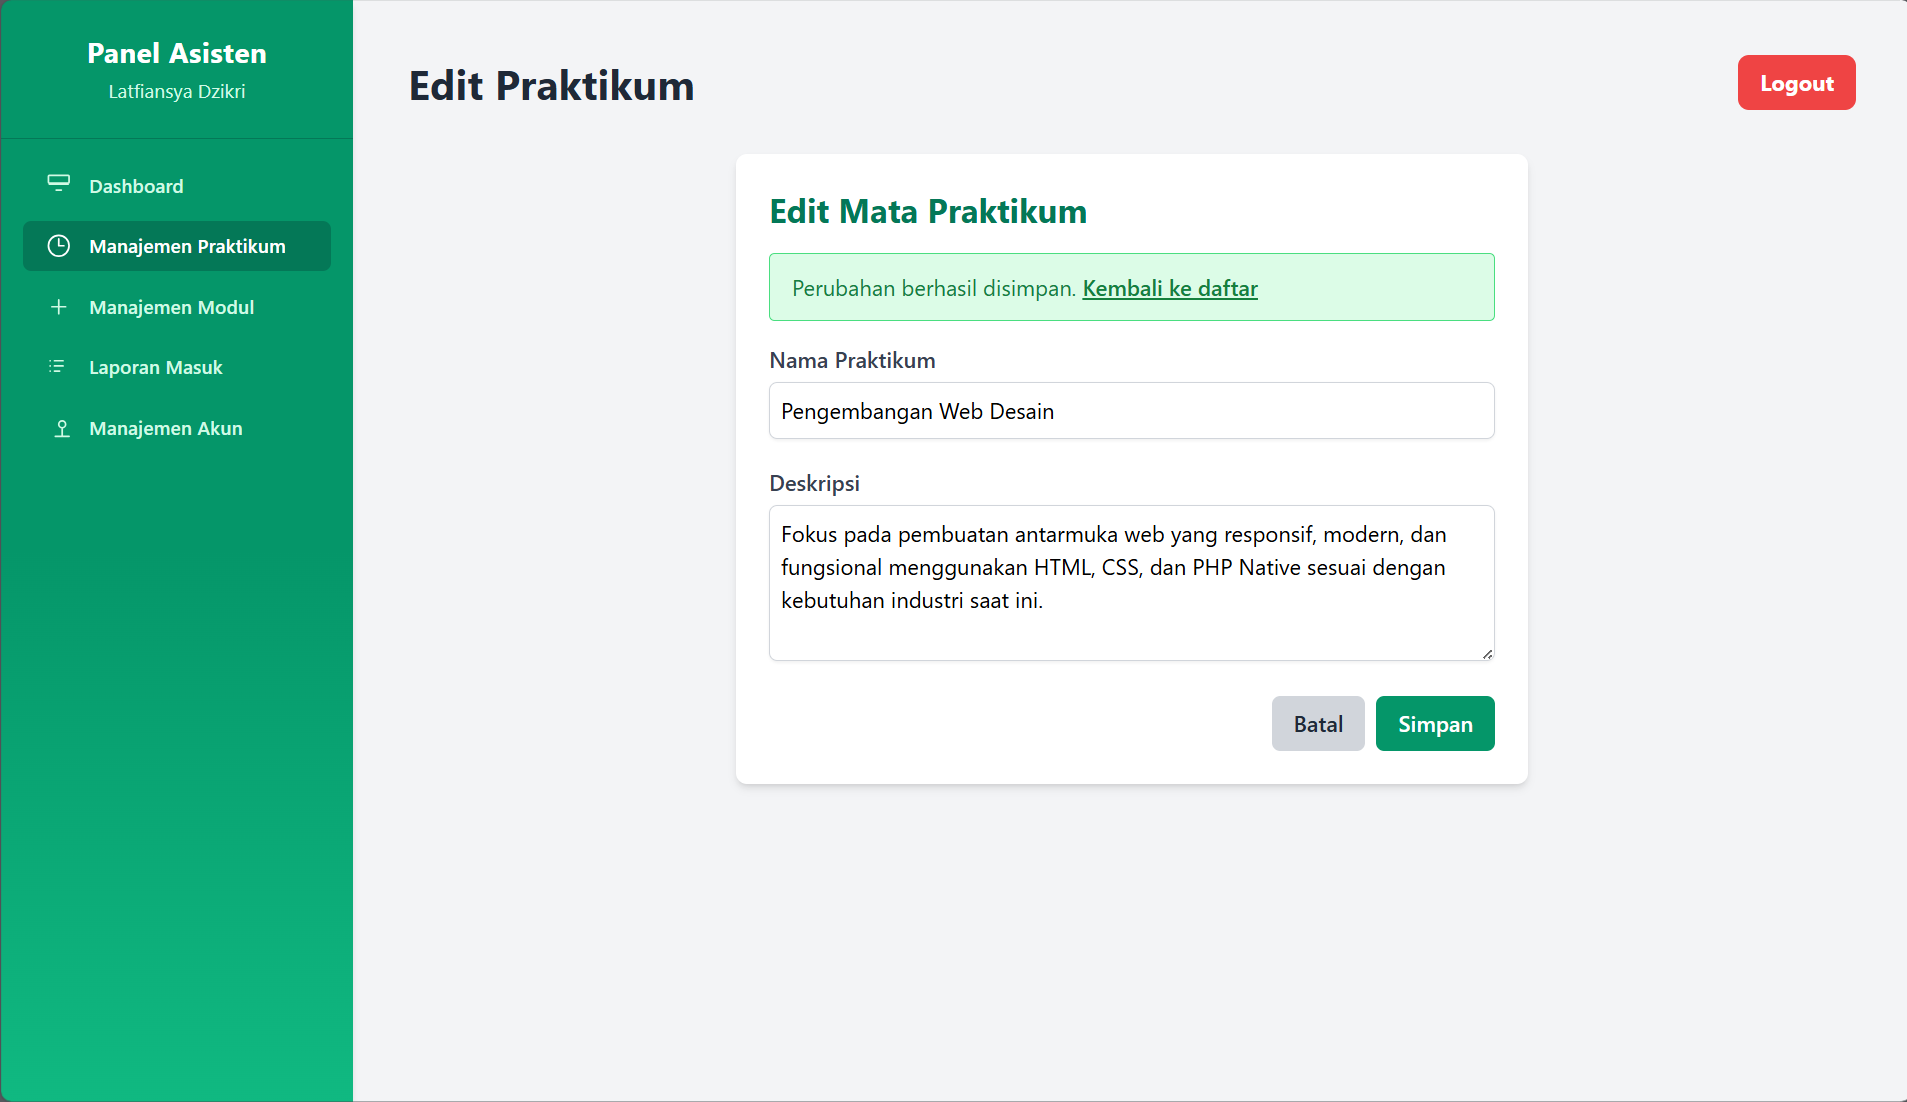 Panel Asisten
Latfiansya Dzikri
Dashboard
Manajemen Praktikum
Manajemen Modul
Laporan Masuk
Manajemen Akun
Edit Praktikum
Logout
Edit Mata Praktikum
Perubahan berhasil disimpan. Kembali ke daftar
Nama Praktikum
Pengembangan Web Desain
Deskripsi
Fokus pada pembuatan antarmuka web yang responsif, modern, dan
fungsional menggunakan HTML, CSS, dan PHP Native sesuai dengan
kebutuhan industri saat ini.
Batal
Simpan